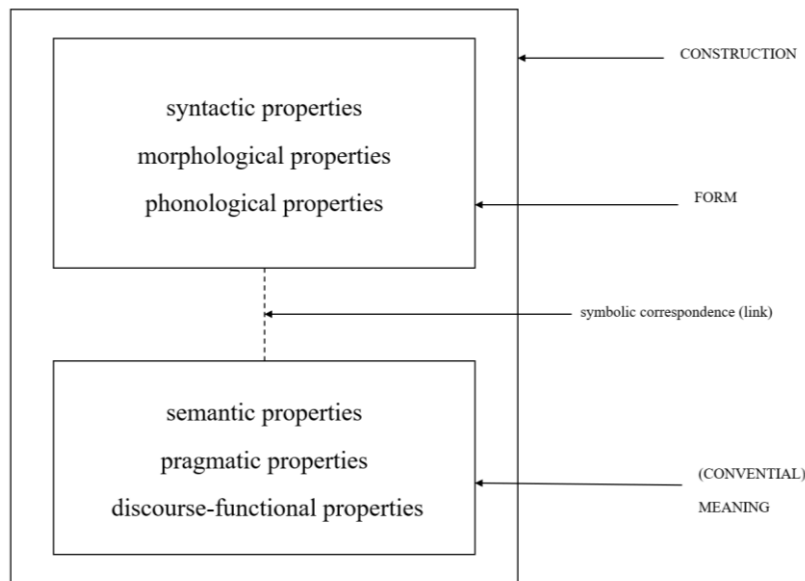 CONSTRUCTION
syntactic properties
morphological properties
phonological properties
FORM
symbolic correspondence (link)
semantic properties
pragmatic properties
discourse-functional properties
(CONVENTIAL)
MEANING